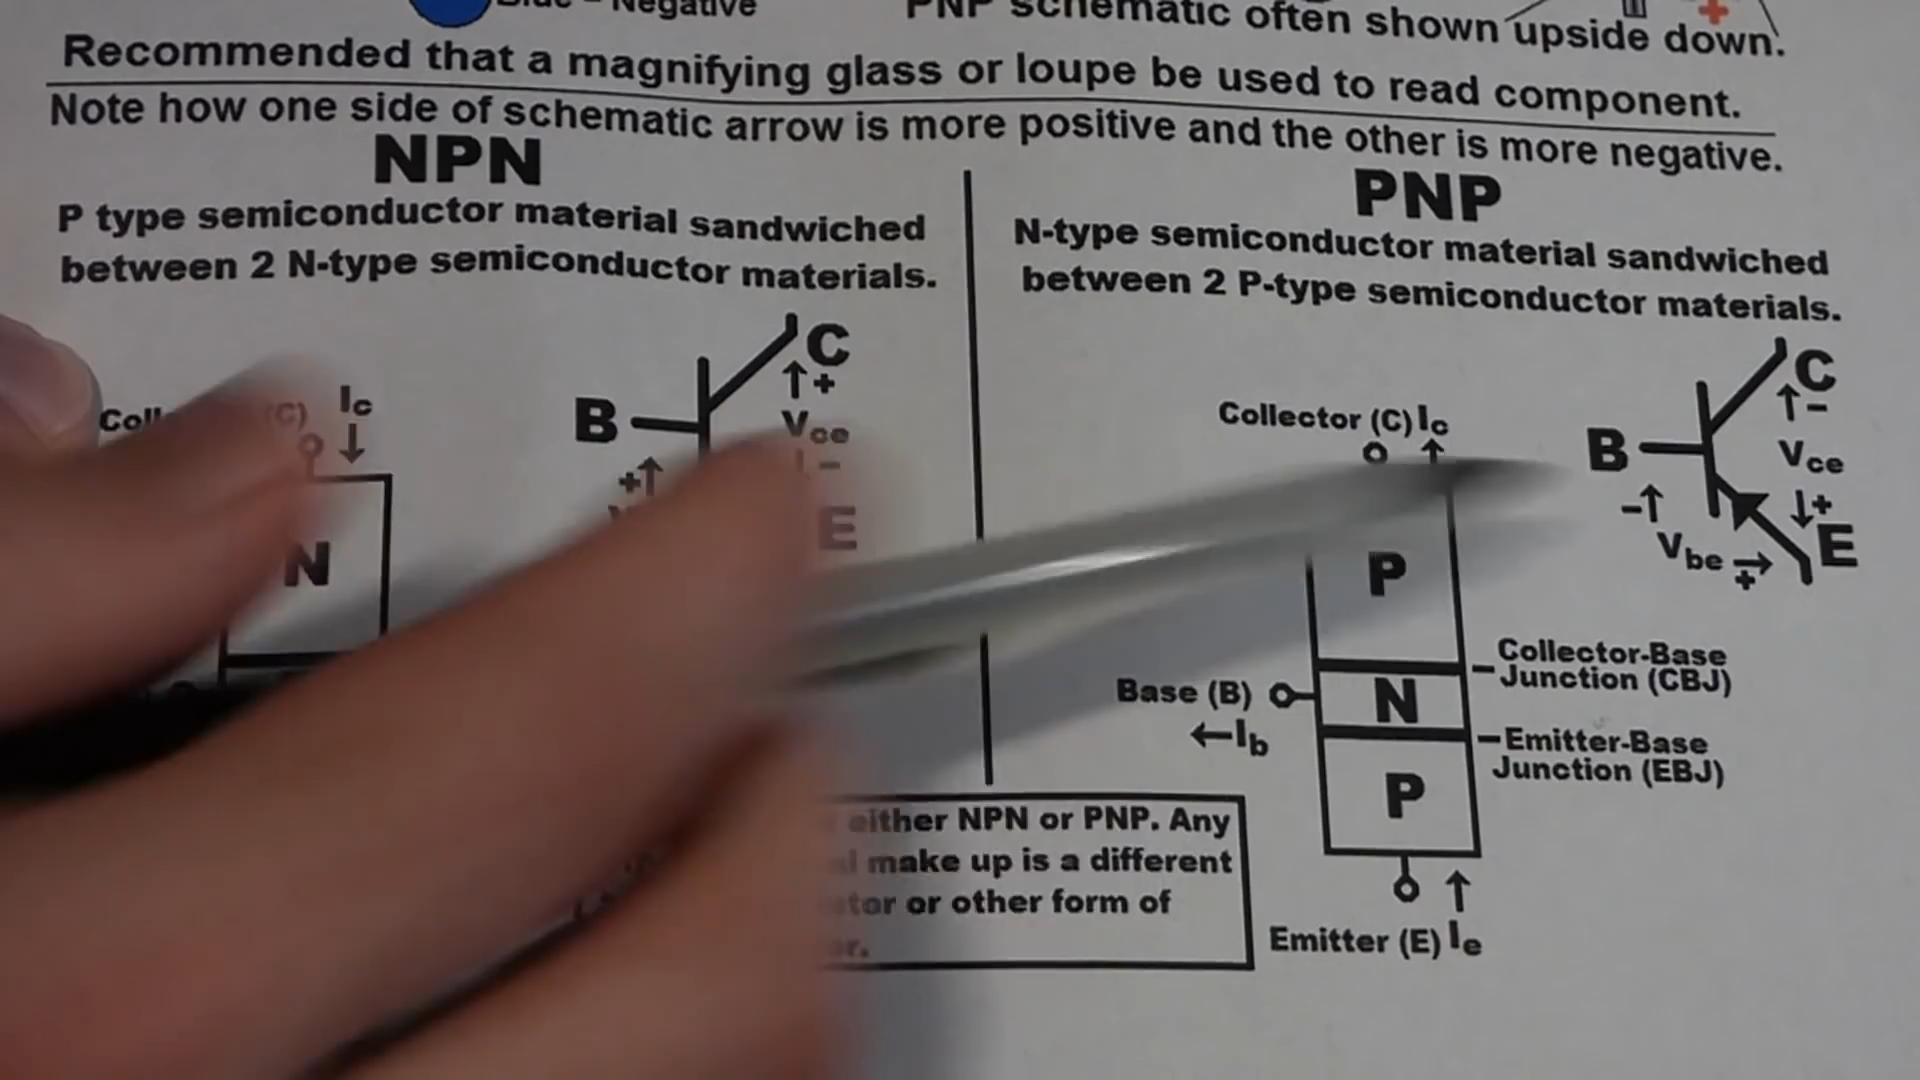 Negative
PNP schematic often shown upside down.
Recommended that a magnifying glass or loupe be used to read component.
Note how one side of schematic arrow is more positive and the other is more negative.
NPN
P type semiconductor material sandwiched
between 2 N-type semiconductor materials.
(C) Ic
N
C
+
B
Vce
-
+
E
PNP
N-type semiconductor material sandwiched
between 2 P-type semiconductor materials.
Collector (C) Ic
P
Base (B)
N
Ib
P
Emitter (E) Ie
Collector-Base
Junction (CBJ)
Emitter-Base
Junction (EBJ)
C
-
B
Vce
-
+
E
Vbe
+
either NPN or PNP. Any
make up is a different
or other form of